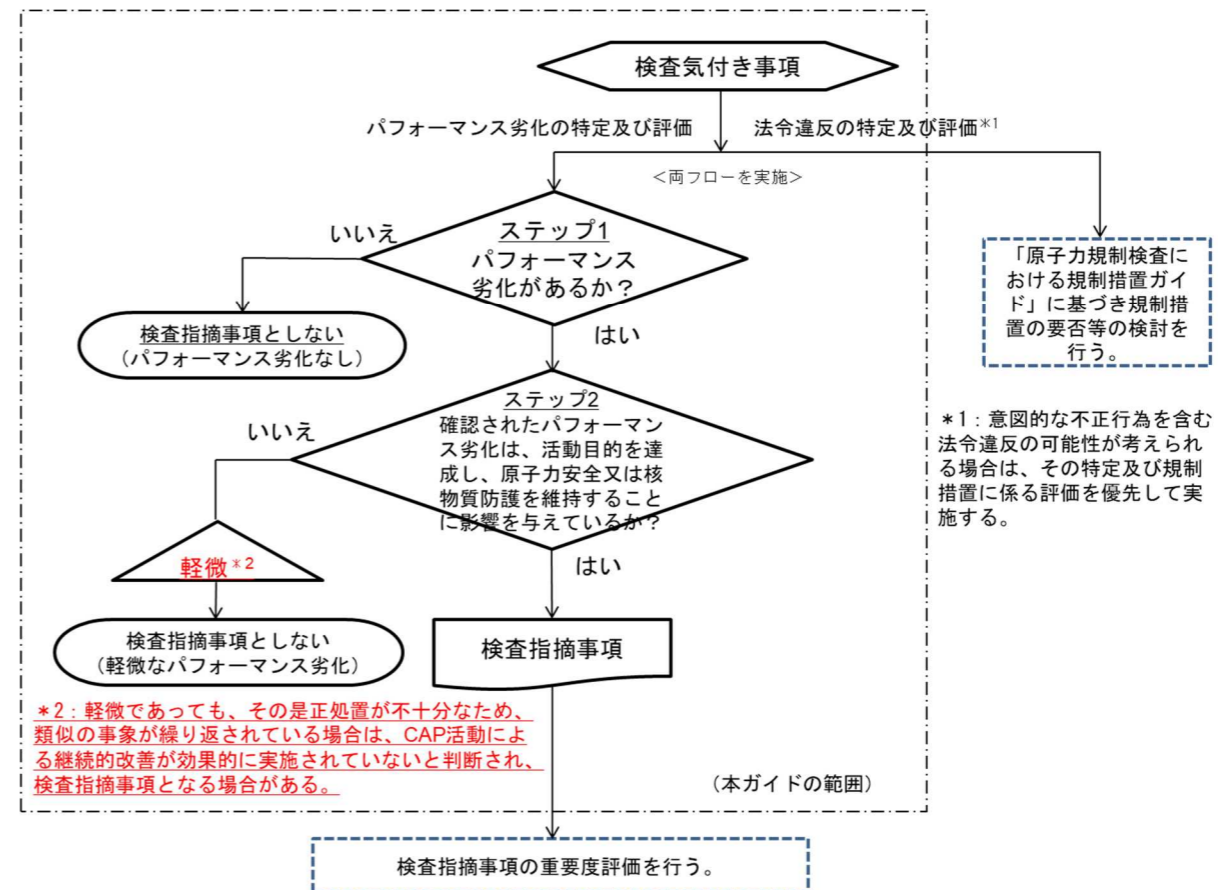 検査気付き事項
パフォーマンス劣化の特定及び評価
法令違反の特定及び評価*1
<両フローを実施>
ステップ1
パフォーマンス
劣化があるか?
いいえ
はい
検査指摘事項としない
(パフォーマンス劣化なし)
「原子力規制検査に
おける規制措置ガイ
ド」に基づき規制措
置の要否等の検討を
行う。
*1:意図的な不正行為を含む
法令違反の可能性が考えられ
る場合は、その特定及び規制
措置に係る評価を優先して実
施する。
ステップ2
確認されたパフォーマン
ス劣化は、活動目的を達
成し、原子力安全又は核
物質防護を維持すること
に影響を与えているか?
いいえ
はい
軽微*2
検査指摘事項としない
(軽微なパフォーマンス劣化)
検査指摘事項
*2:軽微であっても、その是正処置が不十分なため、
類似の事象が繰り返されている場合は、CAP活動によ
る継続的改善が効果的に実施されていないと判断され、
検査指摘事項となる場合がある。
(本ガイドの範囲)
検査指摘事項の重要度評価を行う。